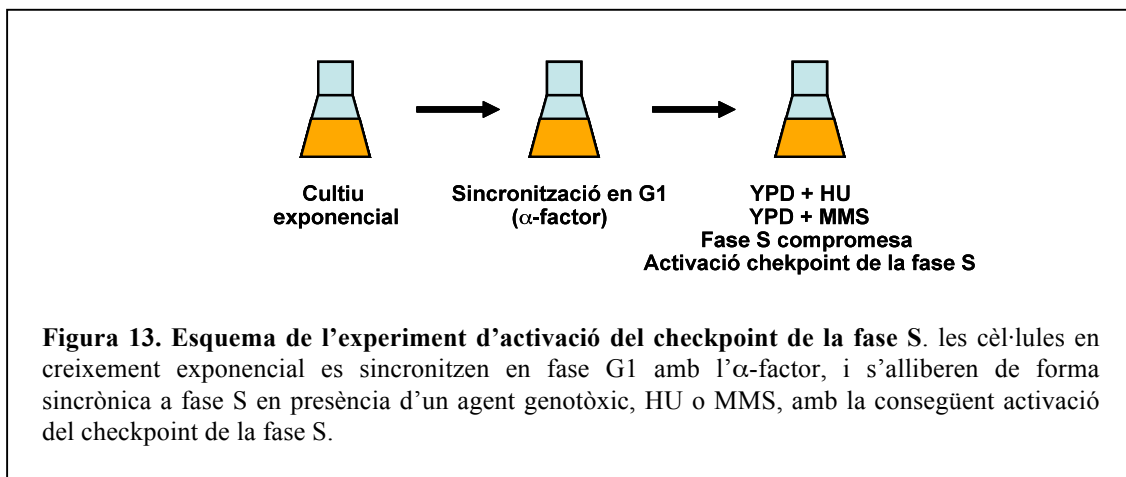 Cultiu
exponencial
Sincronització en G1
(α-factor)
YPD + HU
YPD + MMS
Fase S compromesa
Activació chekpoint de la fase S
Figura 13. Esquema de l’experiment d’activació del checkpoint de la fase S. les cèl·lules en
creixement exponencial es sincronitzen en fase G1 amb l’α-factor, i s’alliberen de forma
sincrònica a fase S en presència d’un agent genotòxic, HU o MMS, amb la consegüent activació
del checkpoint de la fase S.